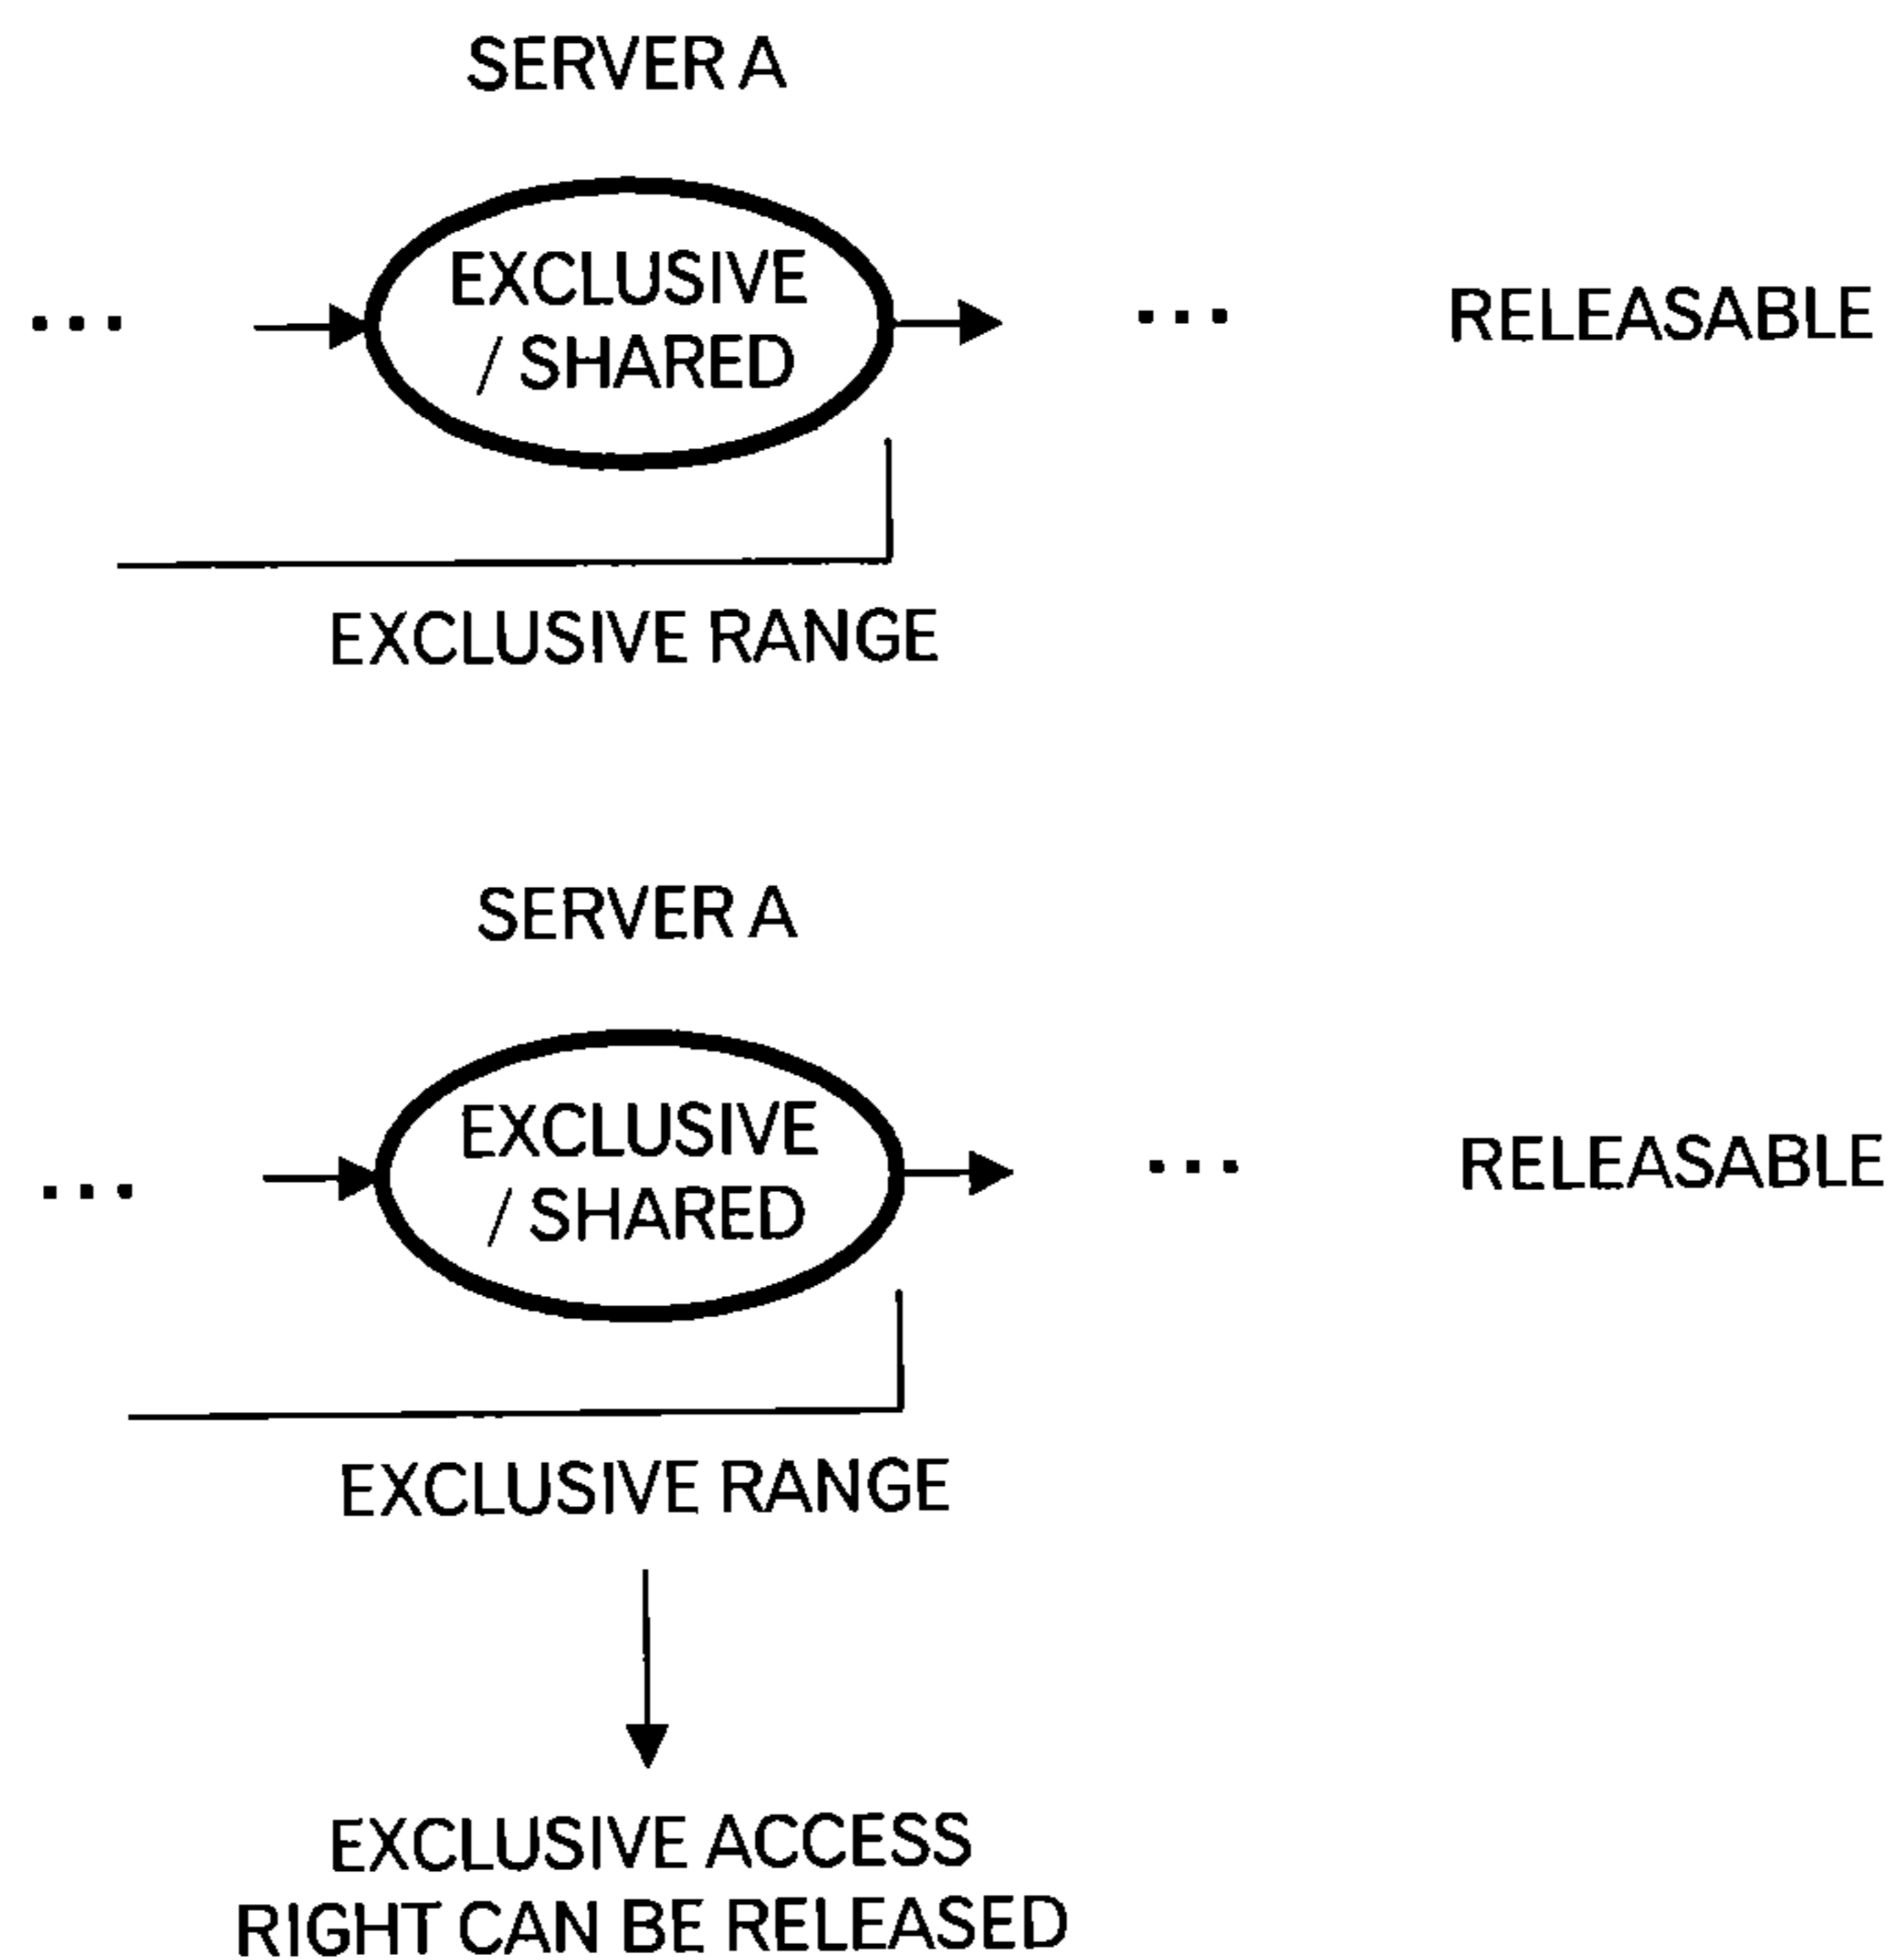 SERVER A
... EXCLUSIVE ... RELEASABLE
/ SHARED
EXCLUSIVE RANGE
SERVER A
... EXCLUSIVE ... RELEASABLE
/ SHARED
EXCLUSIVE RANGE
EXCLUSIVE ACCESS
RIGHT CAN BE RELEASED